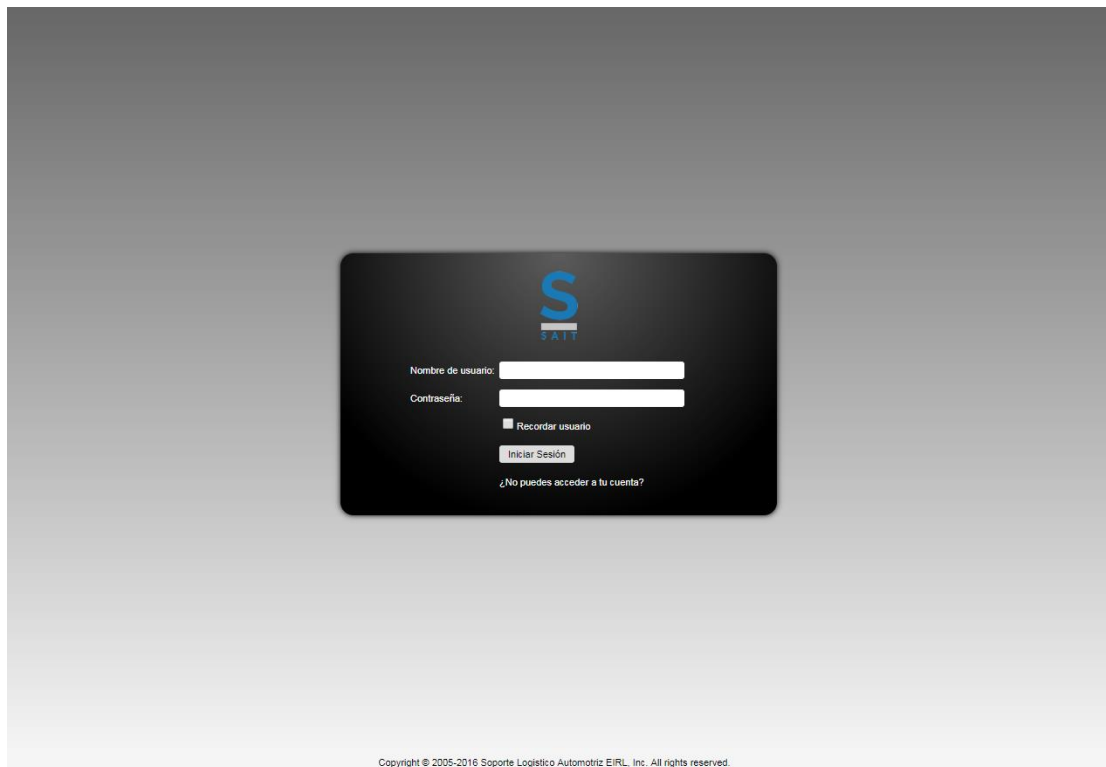 S
SAIT
Nombre de usuario:
Contraseña:
Recordar usuario
Iniciar Sesión
¿No puedes acceder a tu cuenta?
Copyright © 2005-2016 Soporte Logistico Automotriz EIRL, Inc. All rights reserved.